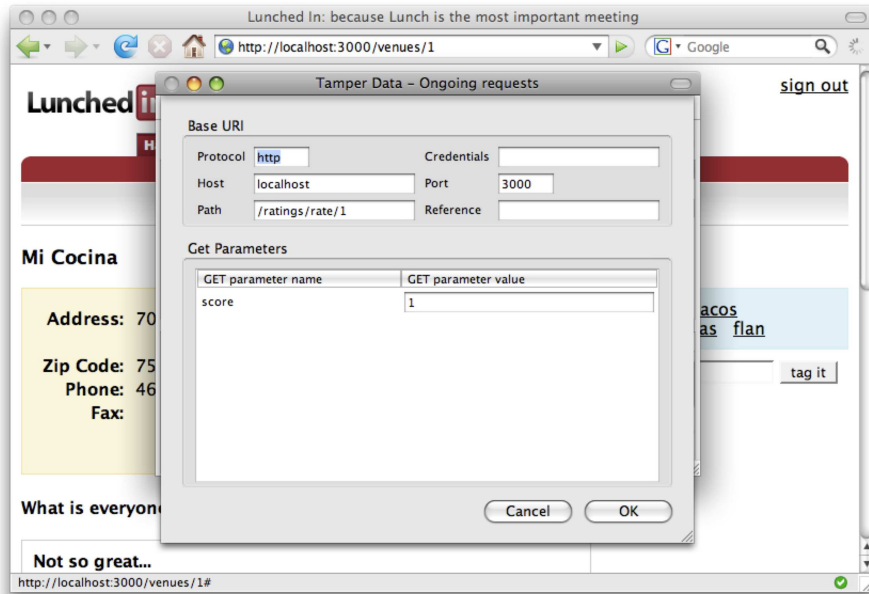 Lunched In: because Lunch is the most important meeting
http://localhost:3000/venues/1
G Google
Lunched in
sign out
Tamper Data – Ongoing requests
Base URI
Protocol http Credentials
Host localhost Port 3000
Path /ratings/rate/1 Reference
Get Parameters
GET parameter name GET parameter value
score 1
Mi Cocina
Address: 70
Zip Code: 75
Phone: 46
Fax:
flan
tag it
Cancel OK
What is everyon
Not so great...
http://localhost:3000/venues/1#